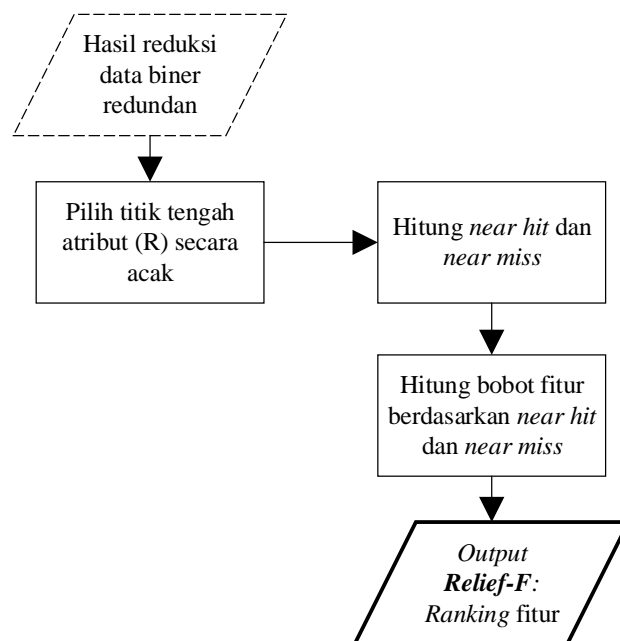 Hasil reduksi
data biner
redundan
Pilih titik tengah
atribut (R) secara
acak
Hitung near hit dan
near miss
Hitung bobot fitur
berdasarkan near hit
dan near miss
Output
Relief-F:
Ranking fitur